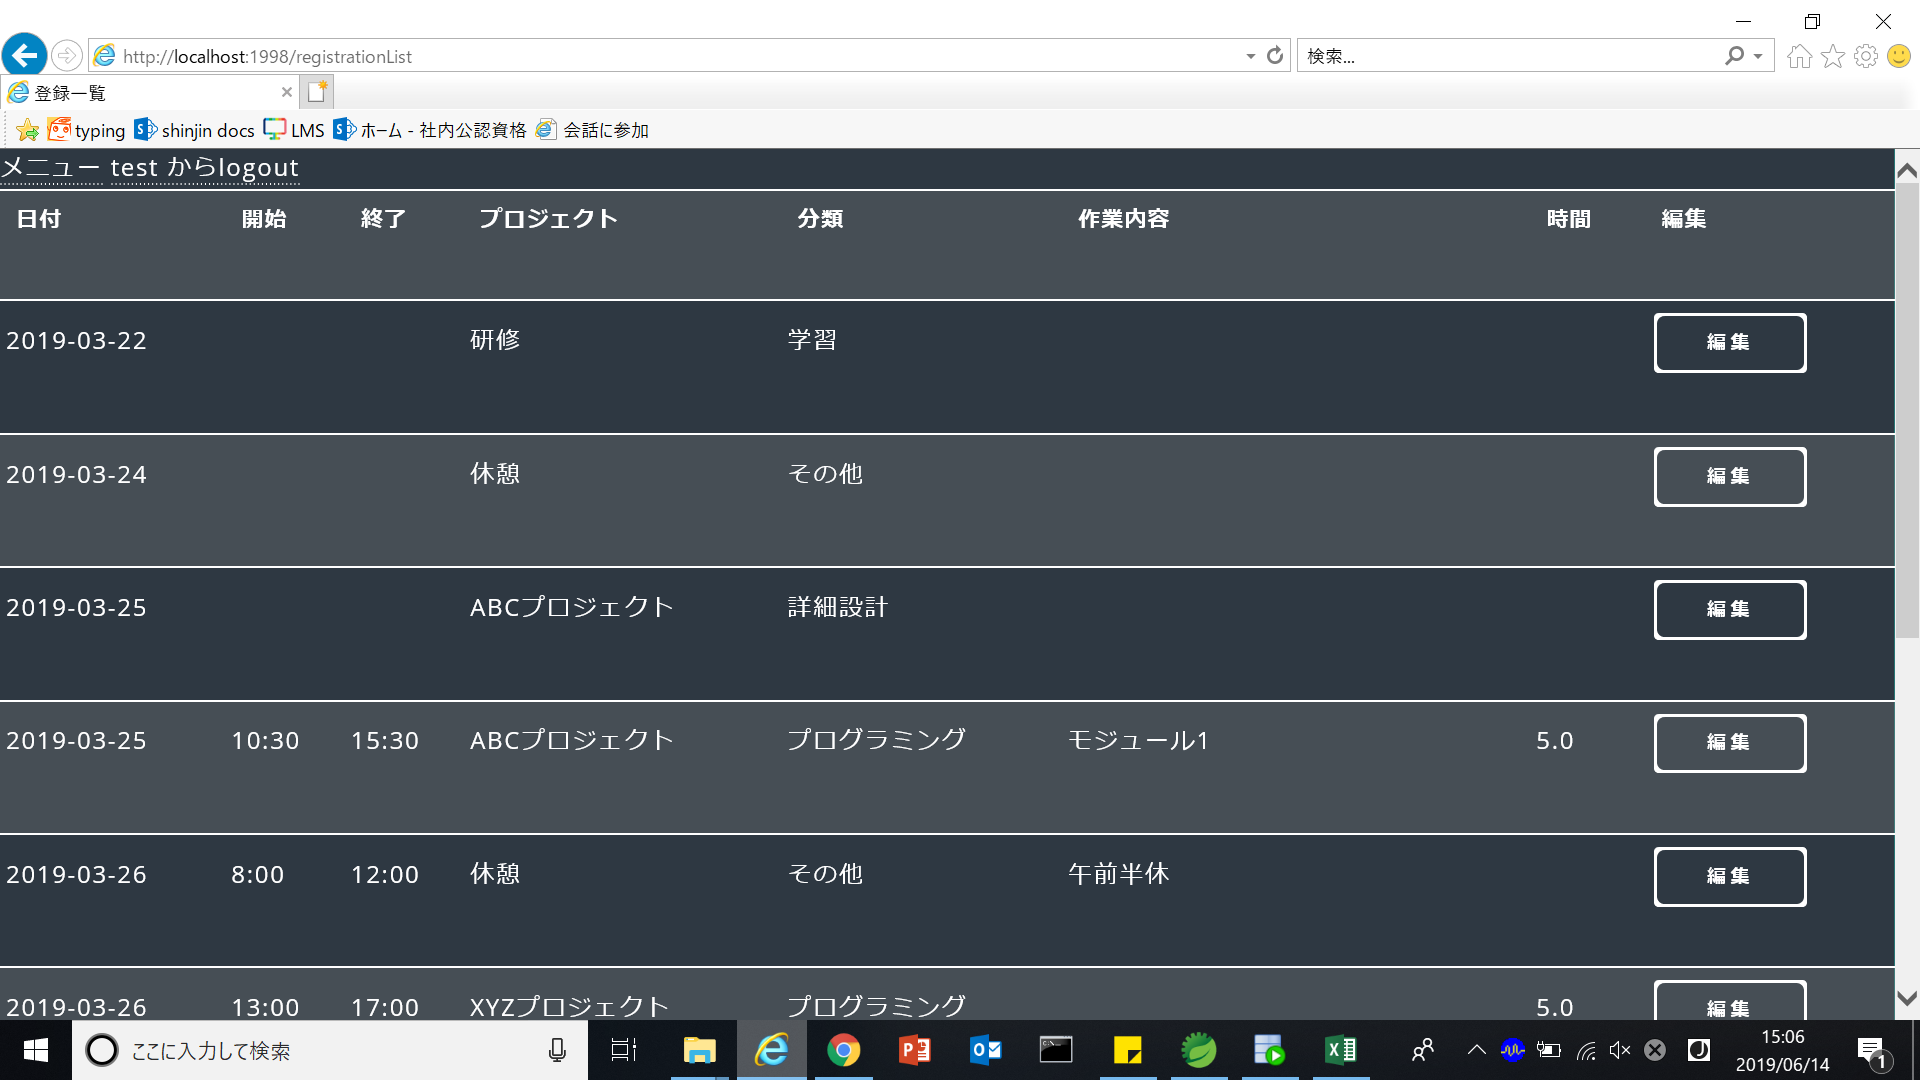 http://localhost:1998/registrationList
検索...
登録一覧
typing shinjin docs LMS ホーム - 社内公認資格 会話に参加
メニュー test からlogout
日付 開始 終了 プロジェクト 分類 作業内容 時間 編集
2019-03-22 研修 学習 編集
2019-03-24 休憩 その他 編集
2019-03-25 ABCプロジェクト 詳細設計 編集
2019-03-25 10:30 15:30 ABCプロジェクト プログラミング モジュール1 5.0 編集
2019-03-26 8:00 12:00 休憩 その他 午前半休 編集
2019-03-26 13:00 17:00 XYZプロジェクト プログラミング 5.0 編集
ここに入力して検索
15:06
2019/06/14
1